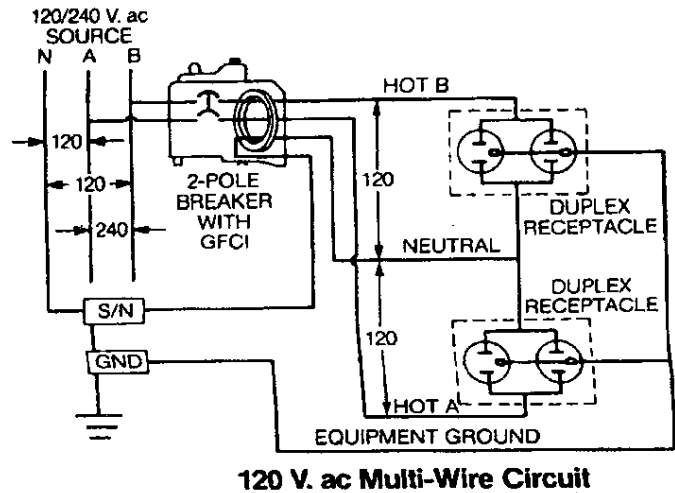 120/240 V. ac
SOURCE
N A B
HOT B
120
120
240
2-POLE
BREAKER
WITH
GFCI
120
DUPLEX
RECEPTACLE
NEUTRAL
DUPLEX
RECEPTACLE
S/N
120
GND
HOT A
EQUIPMENT GROUND
120 V. ac Multi-Wire Circuit